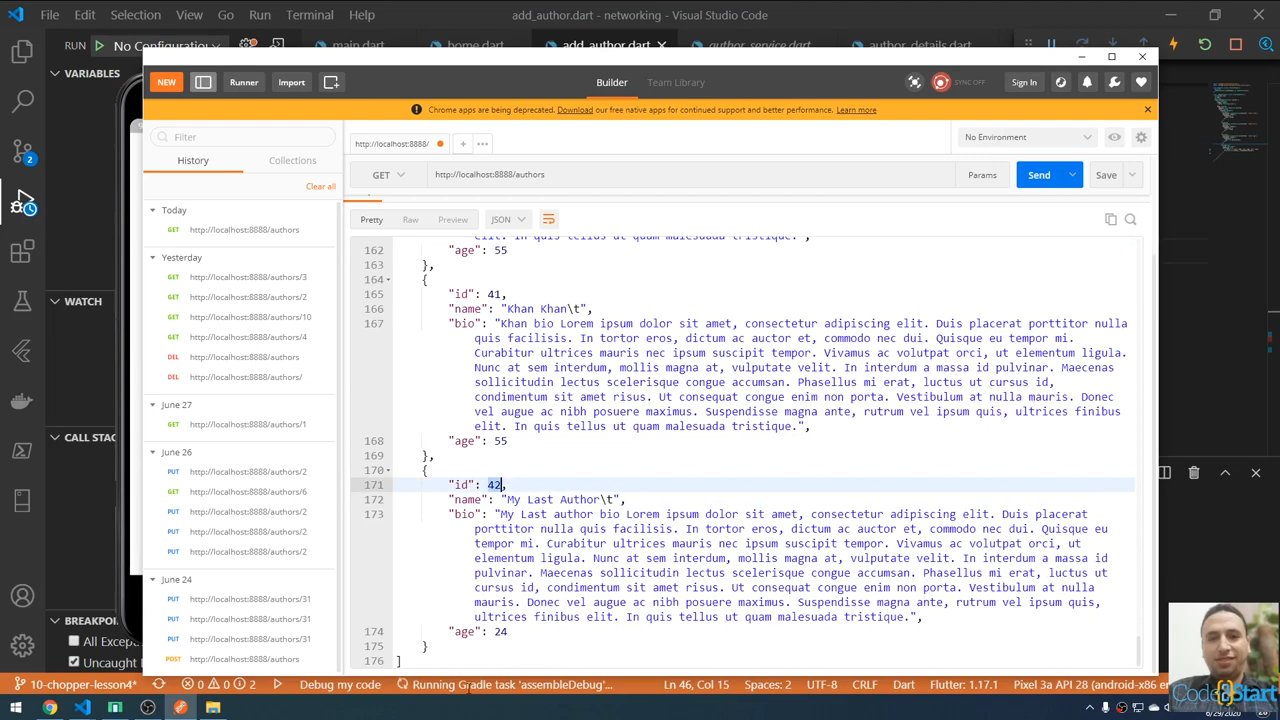 File Edit Selection View Go Run Terminal Help
add_author.dart - networking - Visual Studio Code
RUN No Configuration
main.dart home.dart add_author.dart author_service.dart author_details.dart
VARIABLES
WATCH
CALL STAC
BREAKPO
All Excep
Uncaught
NEW Runner Import
Builder Team Library
SYNC OFF Sign In
Chrome apps are being deprecated. Download our free native apps for continued support and better performance. Learn more
Filter
History Collections
Clear all
Today
GET http://localhost:8888/authors
Yesterday
GET http://localhost:8888/authors/3
GET http://localhost:8888/authors/2
GET http://localhost:8888/authors/10
GET http://localhost:8888/authors/4
DEL http://localhost:8888/authors
DEL http://localhost:8888/authors/
June 27
GET http://localhost:8888/authors/1
June 26
PUT http://localhost:8888/authors/2
GET http://localhost:8888/authors/6
PUT http://localhost:8888/authors/2
PUT http://localhost:8888/authors/2
PUT http://localhost:8888/authors/2
June 24
PUT http://localhost:8888/authors/31
PUT http://localhost:8888/authors/31
PUT http://localhost:8888/authors/31
POST http://localhost:8888/authors
http://localhost:8888/
No Environment
GET http://localhost:8888/authors Params Send Save
Pretty Raw Preview JSON
elit. In quis tellus ut quam malesuada tristique.",
162 "age": 55
163 },
164 {
165 "id": 41,
166 "name": "Khan Khan\t",
167 "bio": "Khan bio Lorem ipsum dolor sit amet, consectetur adipiscing elit. Duis placerat porttitor nulla
quis facilisis. In tortor eros, dictum ac auctor et, commodo nec dui. Quisque eu tempor mi.
Curabitur ultrices mauris nec ipsum suscipit tempor. Vivamus ac volutpat orci, ut elementum ligula.
Nunc at sem interdum, mollis magna at, vulputate velit. In interdum a massa id pulvinar. Maecenas
sollicitudin lectus scelerisque congue accumsan. Phasellus mi erat, luctus ut cursus id,
condimentum sit amet risus. Ut consequat congue enim non porta. Vestibulum at nulla mauris. Donec
vel augue ac nibh posuere maximus. Suspendisse magna ante, rutrum vel ipsum quis, ultrices finibus
elit. In quis tellus ut quam malesuada tristique.",
168 "age": 55
169 },
170 {
171 "id": 42,
172 "name": "My Last Author\t",
173 "bio": "My Last author bio Lorem ipsum dolor sit amet, consectetur adipiscing elit. Duis placerat
porttitor nulla quis facilisis. In tortor eros, dictum ac auctor et, commodo nec dui. Quisque eu
tempor mi. Curabitur ultrices mauris nec ipsum suscipit tempor. Vivamus ac volutpat orci, ut
elementum ligula. Nunc at sem interdum, mollis magna at, vulputate velit. In interdum a massa id
pulvinar. Maecenas sollicitudin lectus scelerisque congue accumsan. Phasellus mi erat, luctus ut
cursus id, condimentum sit amet risus. Ut consequat congue enim non porta. Vestibulum at nulla
mauris. Donec vel augue ac nibh posuere maximus. Suspendisse magna ante, rutrum vel ipsum quis,
ultrices finibus elit. In quis tellus ut quam malesuada tristique.",
174 "age": 24
175 }
176 ]
10-chopper-lesson4* 0 0 2 Debug my code Running Gradle task 'assembleDebug'... Ln 46, Col 15 Spaces: 2 UTF-8 CRLF Dart Flutter: 1.17.1 Pixel 3a (android-x86
Code2Start
6/29/2020